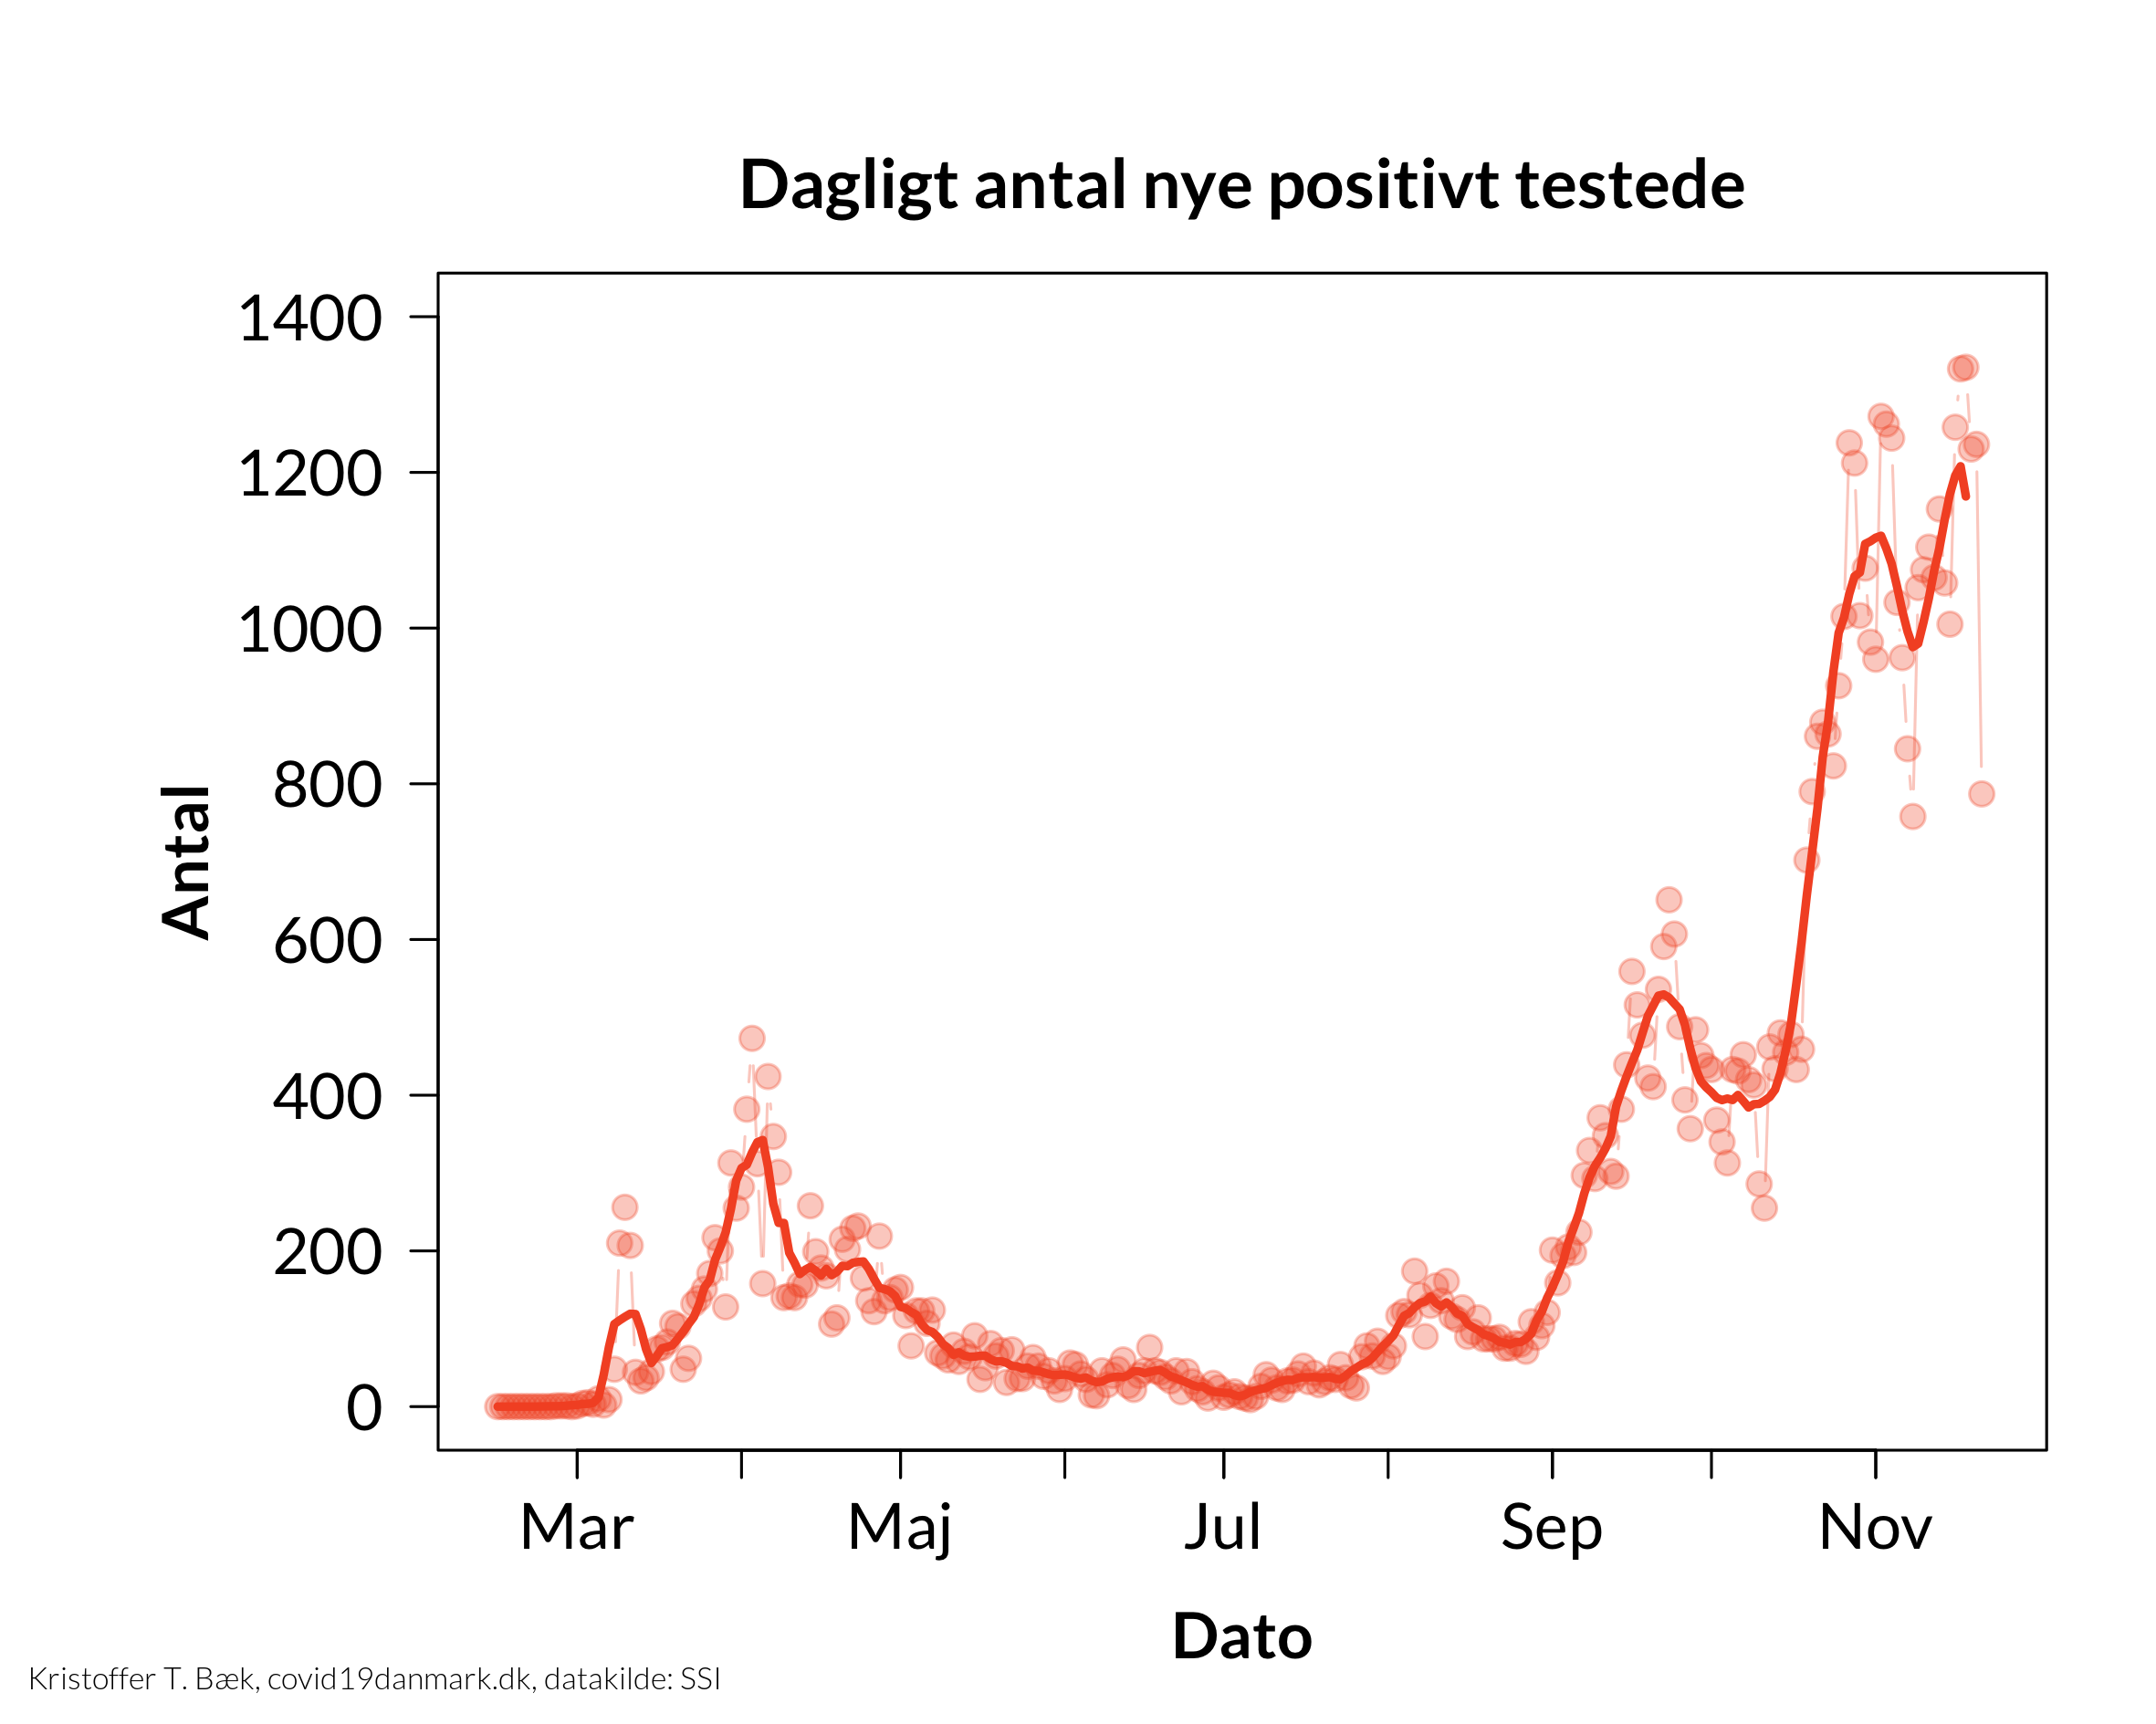 Dagligt antal nye positivt testede
1400
1200
1000
800
600
400
200
0
Antal
Mar Maj Jul Sep Nov
Dato
Kristoffer T. Bæk, covid19danmark.dk, datakilde: SSI